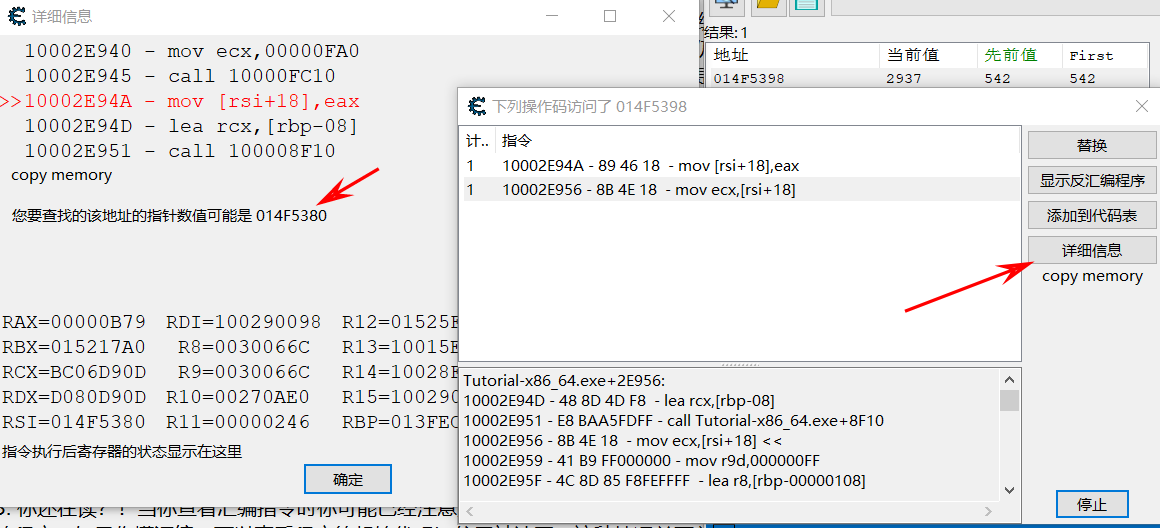 详细信息
10002E940 - mov ecx,00000FA0
10002E945 - call 10000FC10
>>10002E94A - mov [rsi+18],eax
10002E94D - lea rcx,[rbp-08]
10002E951 - call 100008F10
copy memory
您要查找的该地址的指针数值可能是 014F5380
RAX=00000B79 RDI=100290098 R12=01525E
RBX=015217A0 R8=0030066C R13=10015E
RCX=BC06D90D R9=0030066C R14=10028E
RDX=D080D90D R10=00270AE0 R15=100290
RSI=014F5380 R11=00000246 RBP=013FEC
指令执行后寄存器的状态显示在这里
确定
结果: 1
地址 当前值 先前值 First
014F5398 2937 542 542
下列操作码访问了 014F5398
计.. 指令
1 10002E94A - 89 46 18 - mov [rsi+18],eax
1 10002E956 - 8B 4E 18 - mov ecx,[rsi+18]
替换
显示反汇编程序
添加到代码表
详细信息
copy memory
Tutorial-x86_64.exe+2E956:
10002E94D - 48 8D 4D F8 - lea rcx,[rbp-08]
10002E951 - E8 BAA5FDFF - call Tutorial-x86_64.exe+8F10
10002E956 - 8B 4E 18 - mov ecx,[rsi+18] <<
10002E959 - 41 B9 FF000000 - mov r9d,000000FF
10002E95F - 4C 8D 85 F8FEFFFF - lea r8,[rbp-00000108]
停止